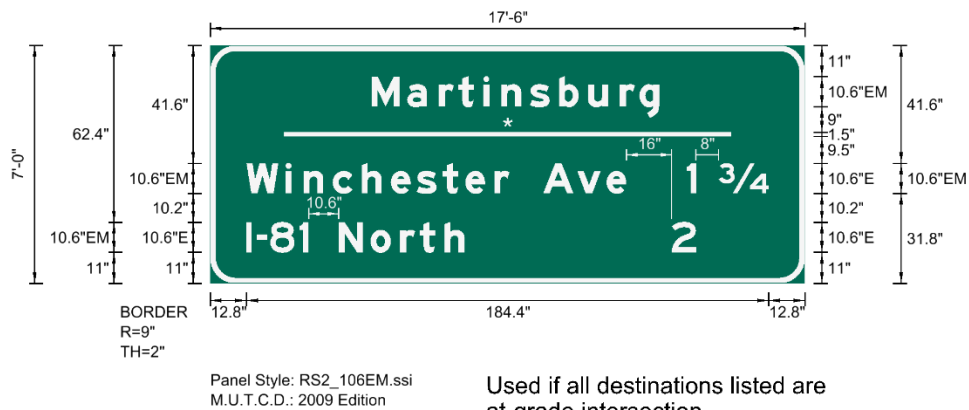 17'-6"
Martinsburg
*
16" 8"
Winchester Ave 1 3/4
10.6"
I-81 North 2
7'-0"
62.4"
10.6"EM
11"
41.6"
10.6"EM
10.2"
10.6"E
11"
11"
10.6"EM
9"
1.5"
9.5"
10.6"E
10.2"
10.6"E
11"
41.6"
10.6"EM
31.8"
12.8" 184.4" 12.8"
BORDER
R=9"
TH=2"
Panel Style: RS2_106EM.ssi
M.U.T.C.D.: 2009 Edition
Used if all destinations listed are
at-grade intersection